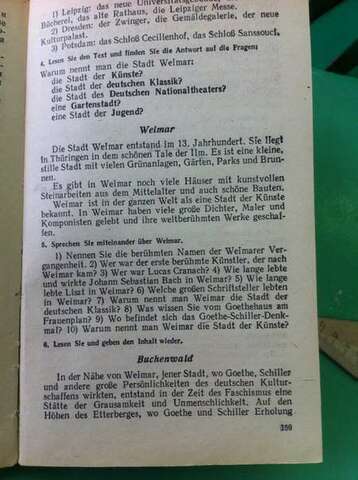 1) Leipzig: das neue Universitätsgebäude, die
Bücherei, das alte Rathaus, die Leipziger Messe.
2) Dresden: der Zwinger, die Gemäldegalerie, der neue
Kulturpalast.
3) Potsdam: das Schloß Cecilienhof, das Schloß Sanssouci.
4. Lesen Sie den Text und finden Sie die Antwort auf die Fragen:
Warum nennt man die Stadt Weimar:
die Stadt der Künste?
die Stadt der deutschen Klassik?
die Stadt des Deutschen Nationaltheaters?
eine Gartenstadt?
eine Stadt der Jugend?
Weimar
Die Stadt Weimar entstand im 13. Jahrhundert. Sie liegt
in Thüringen in dem schönen Tale der Ilm. Es ist eine kleine,
stille Stadt mit vielen Grünanlagen, Gärten, Parks und Brun-
nen.
Es gibt in Weimar noch viele Häuser mit kunstvollen
Steinarbeiten aus dem Mittelalter und auch schöne Bauten.
Weimar ist in der ganzen Welt als eine Stadt der Künste
bekannt. In Weimar haben viele große Dichter, Maler und
Komponisten gelebt und ihre weltberühmten Werke geschaf-
fen.
5. Sprechen Sie miteinander über Weimar.
1) Nennen Sie die berühmten Namen der Weimarer Ver-
gangenheit. 2) Wer war der erste berühmte Künstler, der nach
Weimar kam? 3) Wer war Lucas Cranach? 4) Wie lange lebte
und wirkte Johann Sebastian Bach in Weimar? 5) Wie lange
lebte Liszt in Weimar? 6) Welche großen Schriftsteller lebten
in Weimar? 7) Warum nennt man Weimar die Stadt der
deutschen Klassik? 8) Was wissen Sie vom Goethehaus am
Frauenplan? 9) Wo befindet sich das Goethe-Schiller-Denk-
mal? 10) Warum nennt man Weimar die Stadt der Künste?
6. Lesen Sie und geben den Inhalt wieder.
Buchenwald
In der Nähe von Weimar, jener Stadt, wo Goethe, Schiller
und andere große Persönlichkeiten des deutschen Kultur-
schaffens wirkten, entstand in der Zeit des Faschismus eine
Stätte der Grausamkeit und Unmenschlichkeit. Auf den
Höhen des Etterberges, wo Goethe und Schiller Erholung